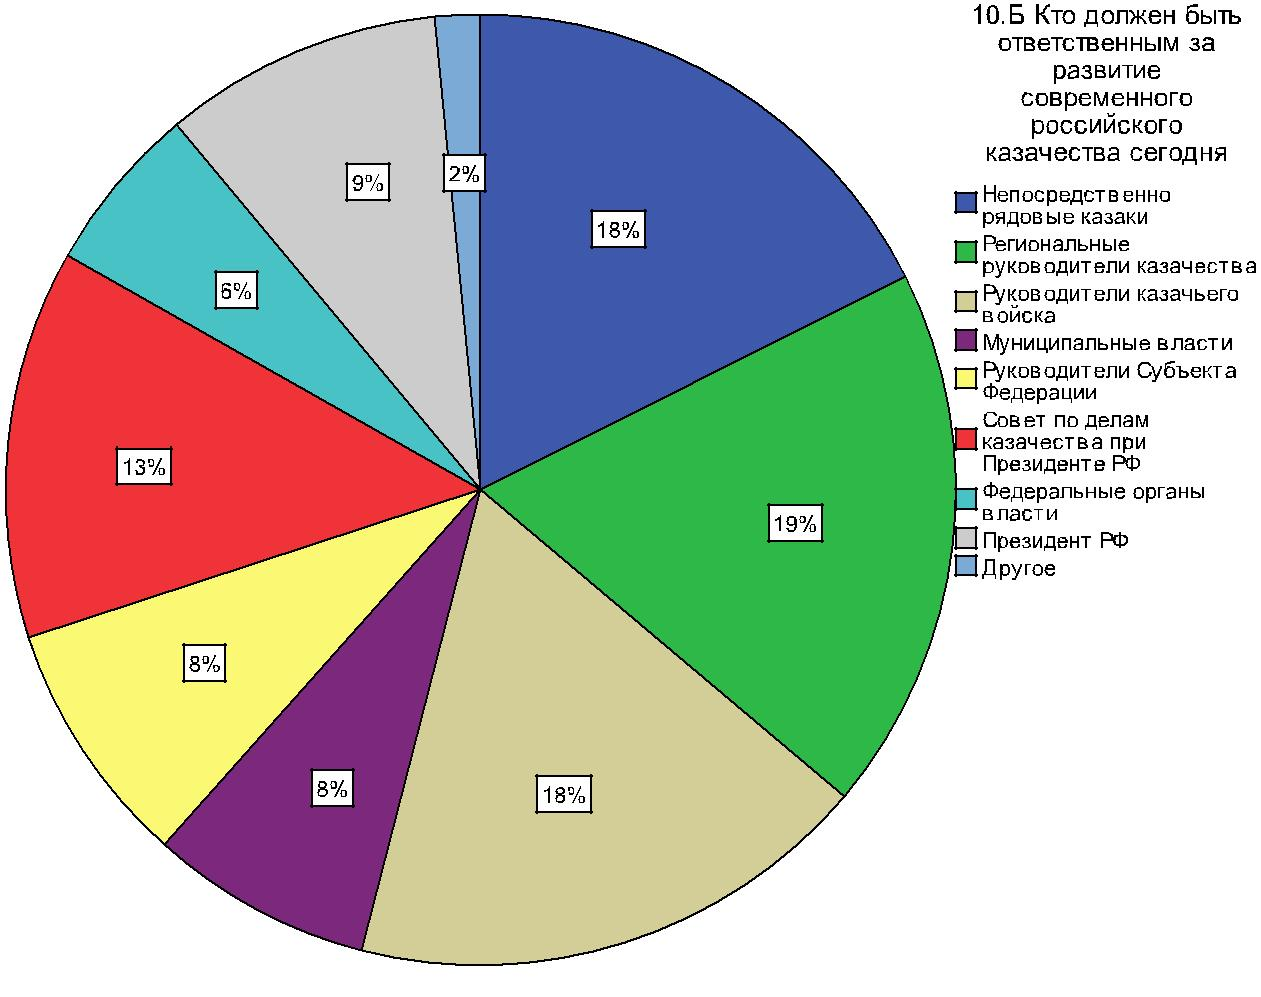 10.Б Кто должен быть
ответственным за
развитие
современного
российского
казачества сегодня
Непосредственно
рядовые казаки
Региональные
руководители казачества
Руководители казачьего
войска
Муниципальные власти
Руководители Субъекта
Федерации
Совет по делам
казачества при
Президенте РФ
Федеральные органы
власти
Президент РФ
Другое
2%
9%
18%
6%
13%
19%
8%
8%
18%